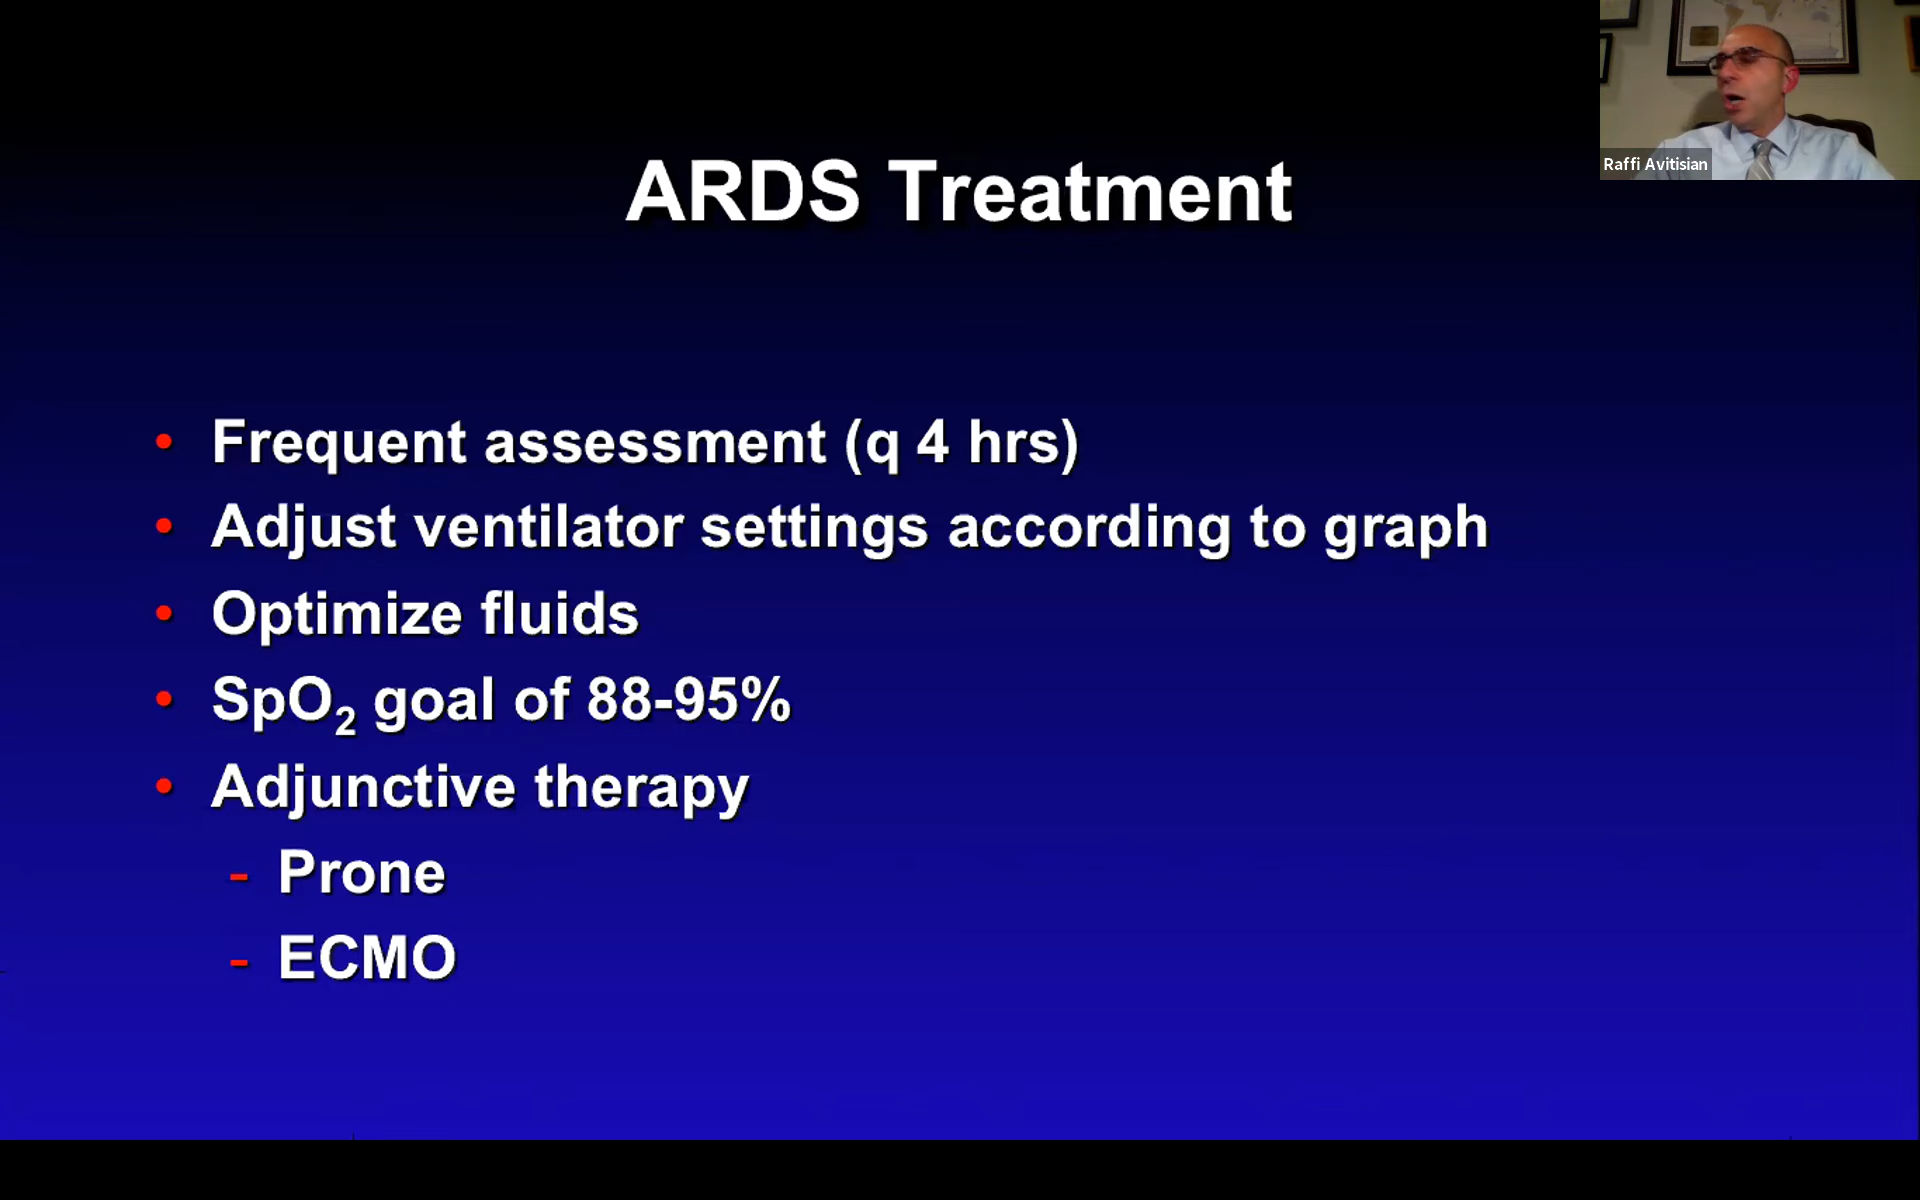 Raffi Avitisian
ARDS Treatment
• Frequent assessment (q 4 hrs)
• Adjust ventilator settings according to graph
• Optimize fluids
• SpO₂ goal of 88-95%
• Adjunctive therapy
- Prone
- ECMO